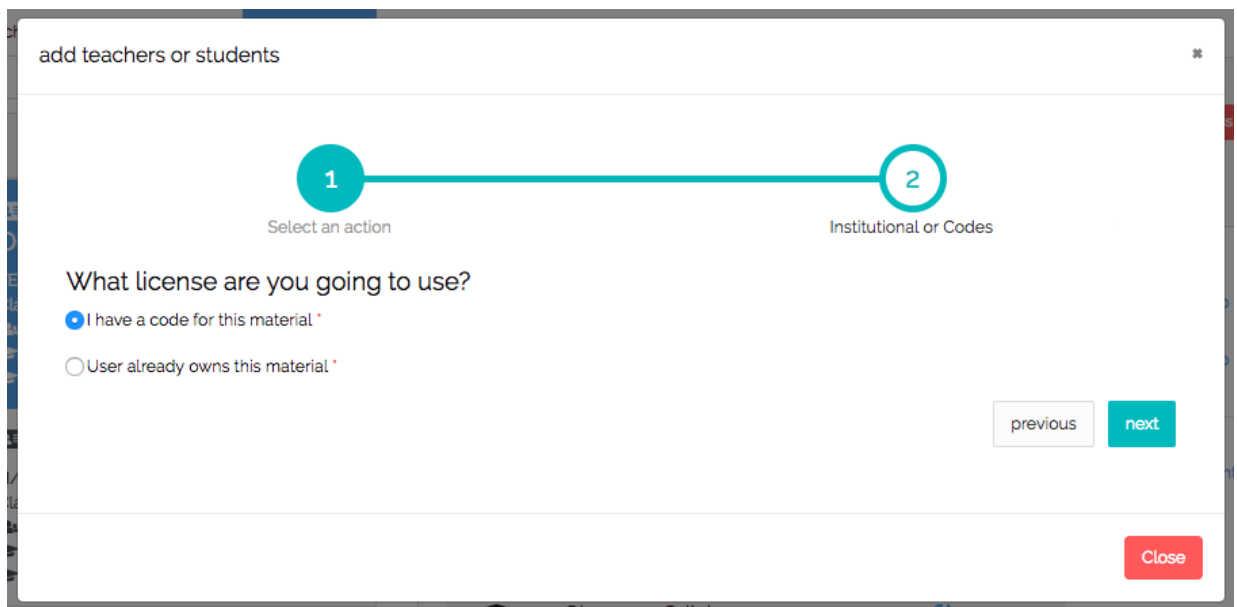 add teachers or students
1
2
Select an action
Institutional or Codes
What license are you going to use?
I have a code for this material *
User already owns this material *
previous
next
Close